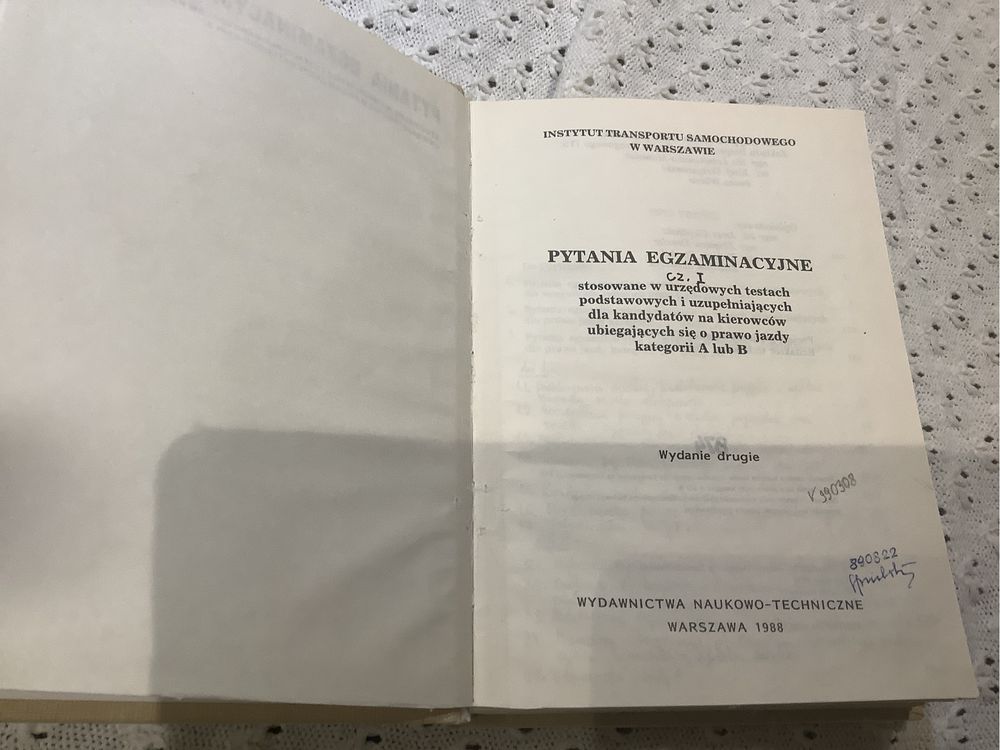 INSTYTUT TRANSPORTU SAMOCHODOWEGO
W WARSZAWIE
PYTANIA EGZAMINACYJNE
CZ. I
stosowane w urzędowych testach
podstawowych i uzupełniających
dla kandydatów na kierowców
ubiegających się o prawo jazdy
kategorii A lub B
Wydanie drugie
V 390308
890822
WYDAWNICTWA NAUKOWO-TECHNICZNE
WARSZAWA 1988